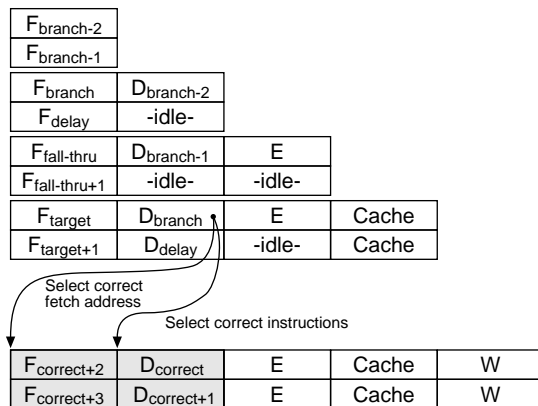 Fbranch-2
Fbranch-1
Fbranch Dbranch-2
Fdelay -idle-
Ffall-thru Dbranch-1 E
Ffall-thru+1 -idle- -idle-
Ftarget Dbranch E Cache
Ftarget+1 Ddelay -idle- Cache
Select correct
fetch address
Select correct instructions
Fcorrect+2 Dcorrect E Cache W
Fcorrect+3 Dcorrect+1 E Cache W